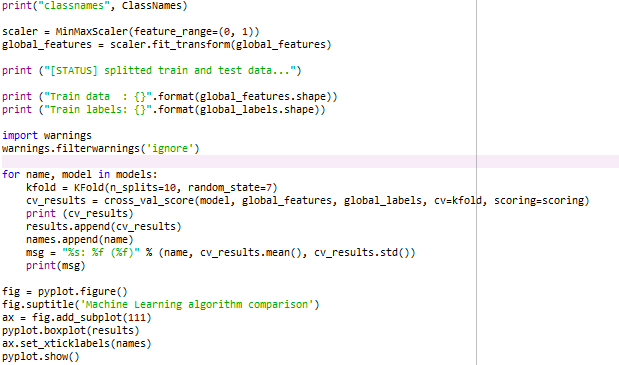 print("classnames", ClassNames)
scaler = MinMaxScaler(feature_range=(0, 1))
global_features = scaler.fit_transform(global_features)
print ("[STATUS] splitted train and test data...")
print ("Train data  : {}".format(global_features.shape))
print ("Train labels: {}".format(global_labels.shape))
import warnings
warnings.filterwarnings('ignore')
for name, model in models:
    kfold = KFold(n_splits=10, random_state=7)
    cv_results = cross_val_score(model, global_features, global_labels, cv=kfold, scoring=scoring)
    print (cv_results)
    results.append(cv_results)
    names.append(name)
    msg = "%s: %f (%f)" % (name, cv_results.mean(), cv_results.std())
    print(msg)
fig = pyplot.figure()
fig.suptitle('Machine Learning algorithm comparison')
ax = fig.add_subplot(111)
pyplot.boxplot(results)
ax.set_xticklabels(names)
pyplot.show()